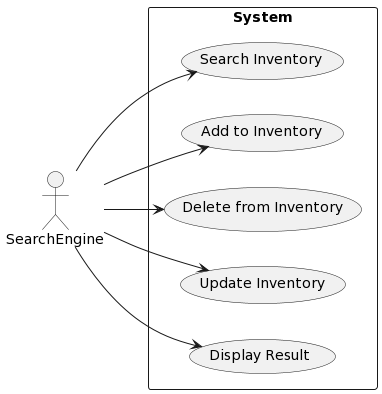 System
Search Inventory
Add to Inventory
Delete from Inventory
SearchEngine
Update Inventory
Display Result